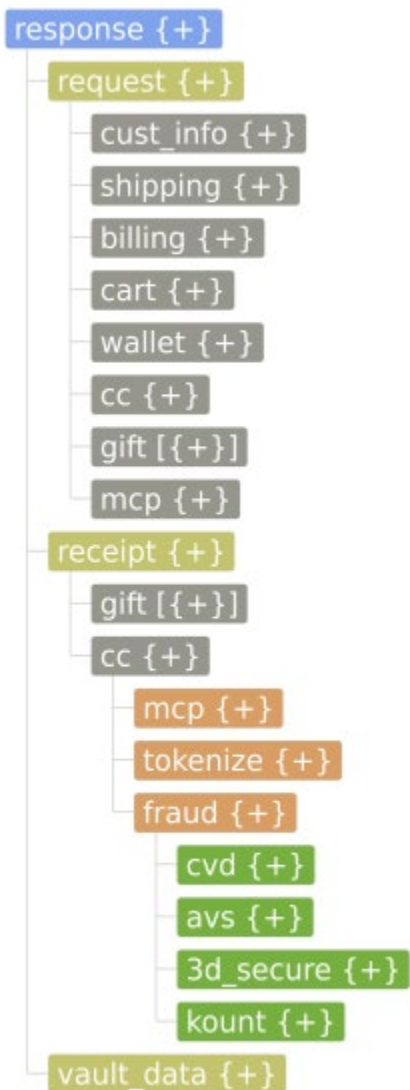 response {+}
request {+}
cust_info {+}
shipping {+}
billing {+}
cart {+}
wallet {+}
cc {+}
gift [{+}]
mcp {+}
receipt {+}
gift [{+}]
cc {+}
mcp {+}
tokenize {+}
fraud {+}
cvd {+}
avs {+}
3d_secure {+}
kount {+}
vault_data {+}